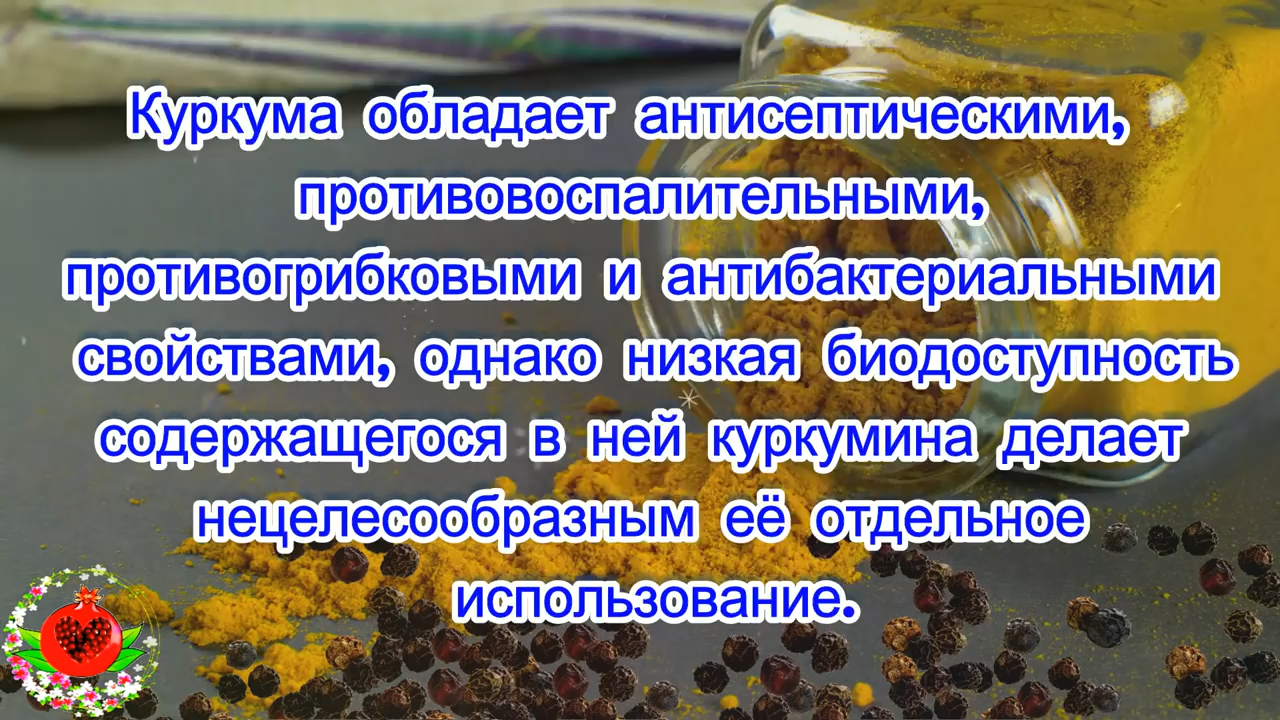 Куркума обладает антисептическими,
противовоспалительными,
противогрибковыми и антибактериальными
свойствами, однако низкая биодоступность
содержащегося в ней куркумина делает
нецелесообразным её отдельное
использование.